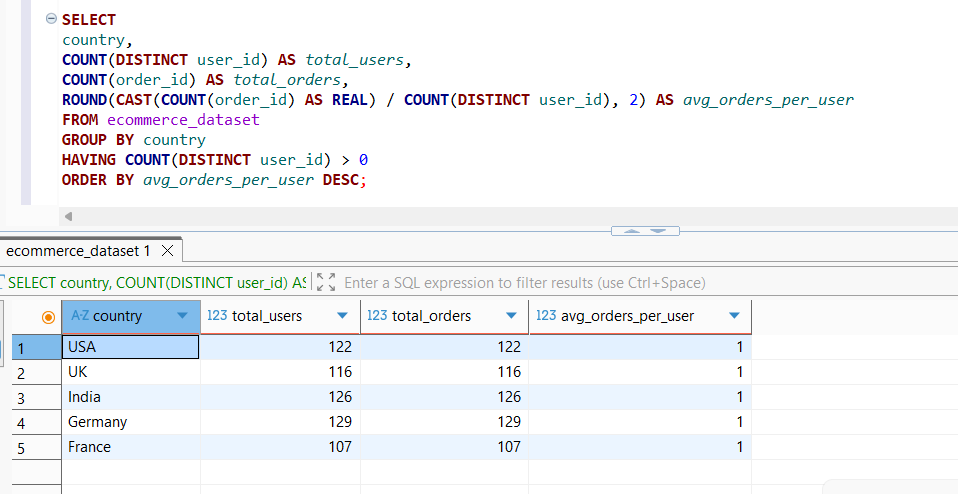 SELECT
country,
COUNT(DISTINCT user_id) AS total_users,
COUNT(order_id) AS total_orders,
ROUND(CAST(COUNT(order_id) AS REAL) / COUNT(DISTINCT user_id), 2) AS avg_orders_per_user
FROM ecommerce_dataset
GROUP BY country
HAVING COUNT(DISTINCT user_id) > 0
ORDER BY avg_orders_per_user DESC;
ecommerce_dataset 1
SELECT country, COUNT(DISTINCT user_id) AS Enter a SQL expression to filter results (use Ctrl+Space)
A-Z country 123 total_users 123 total_orders 123 avg_orders_per_user
1 USA 122 122 1
2 UK 116 116 1
3 India 126 126 1
4 Germany 129 129 1
5 France 107 107 1